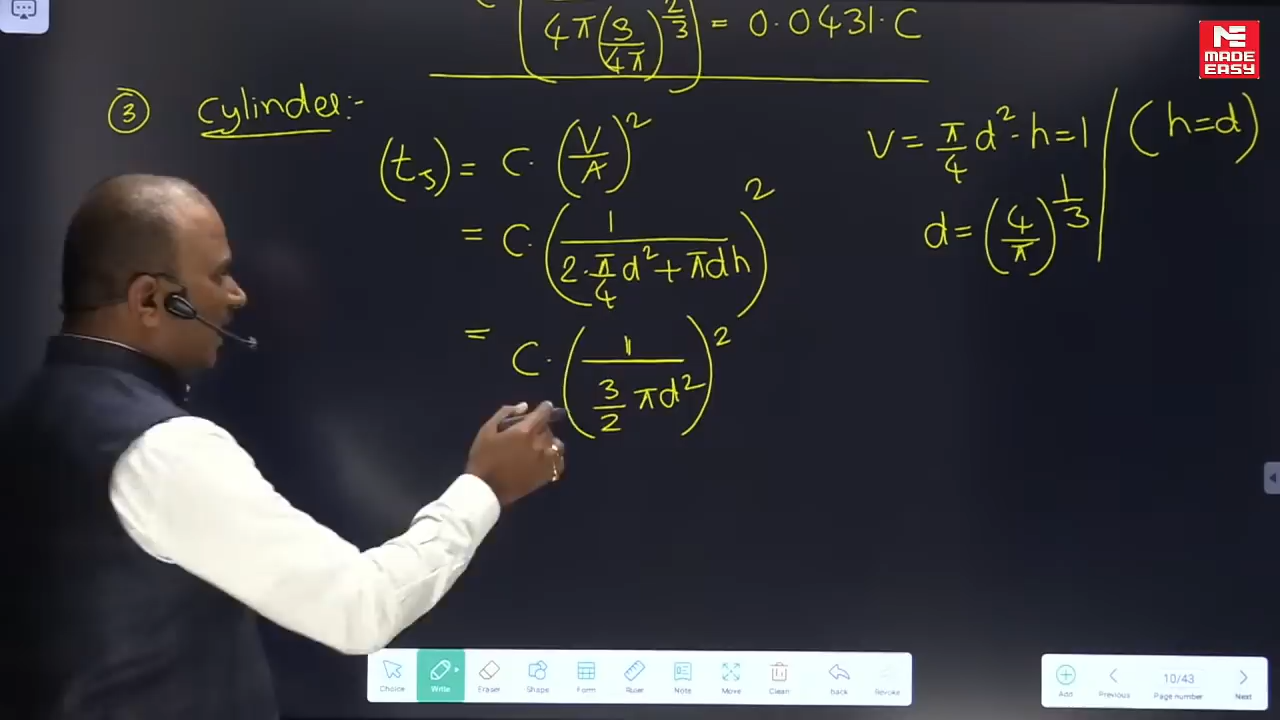 4π(3/4π)^(2/3) = 0.0431·C
MADE EASY
③ Cylinder:-
(ts) = C·(V/A)²
V = π/4 d²·h = 1
(h=d)
= C·(1/(2·π/4 d² + πdh))²
d = (4/π)^(1/3)
= C·(1/(3/2 πd²))²
Choice
Write
Eraser
Shape
Form
Ruler
Note
Move
Clean
back
Revoke
Add
Previous
10/43
Page number
Next